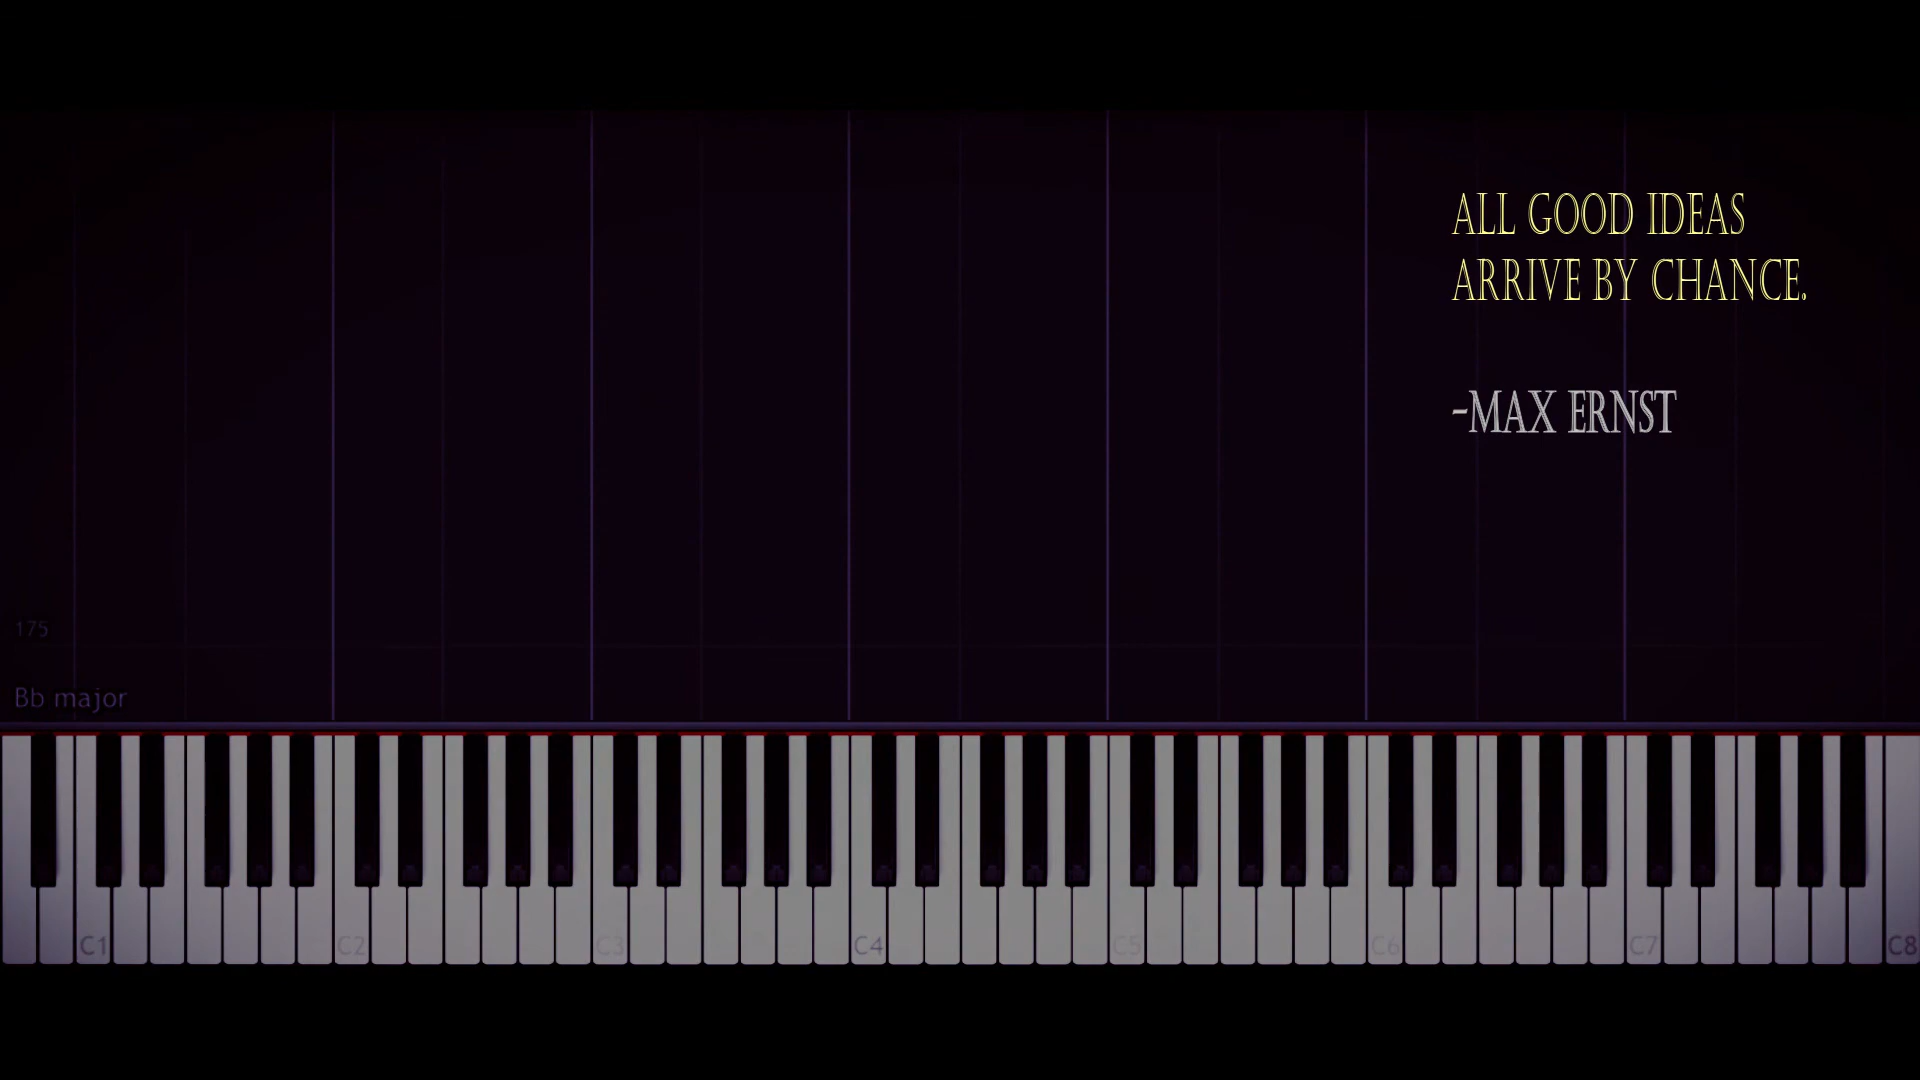 ALL GOOD IDEAS
ARRIVE BY CHANCE.
-MAX ERNST
175
Bb major
C1 C2 C3 C4 C5 C6 C7 C8